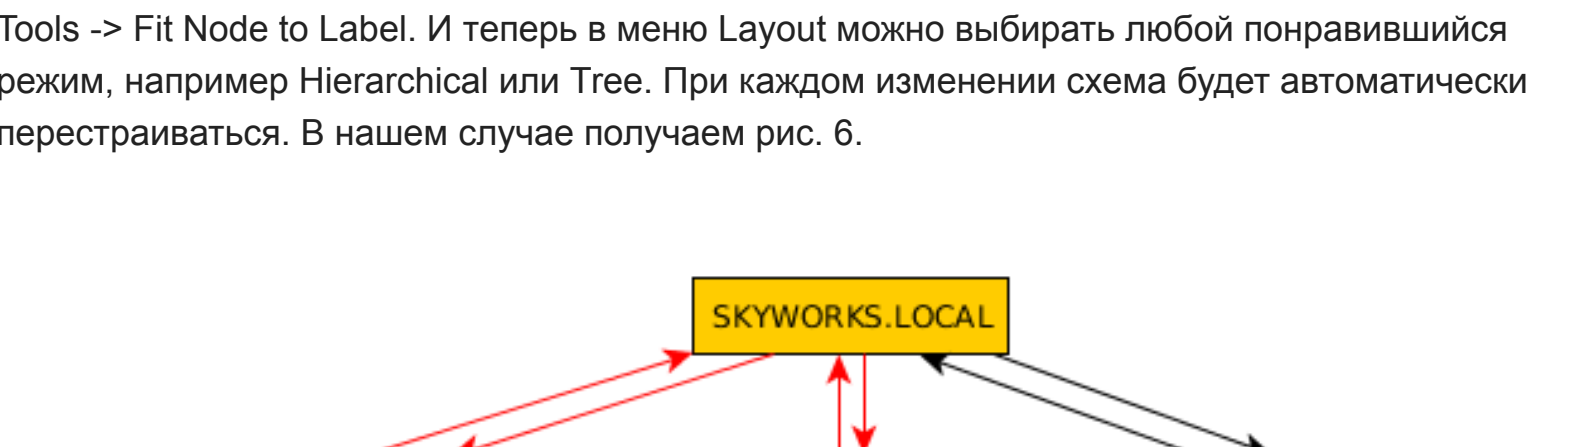 Tools -> Fit Node to Label. И теперь в меню Layout можно выбирать любой понравившийся
режим, например Hierarchical или Tree. При каждом изменении схема будет автоматически
перестраиваться. В нашем случае получаем рис. 6.
SKYWORKS.LOCAL